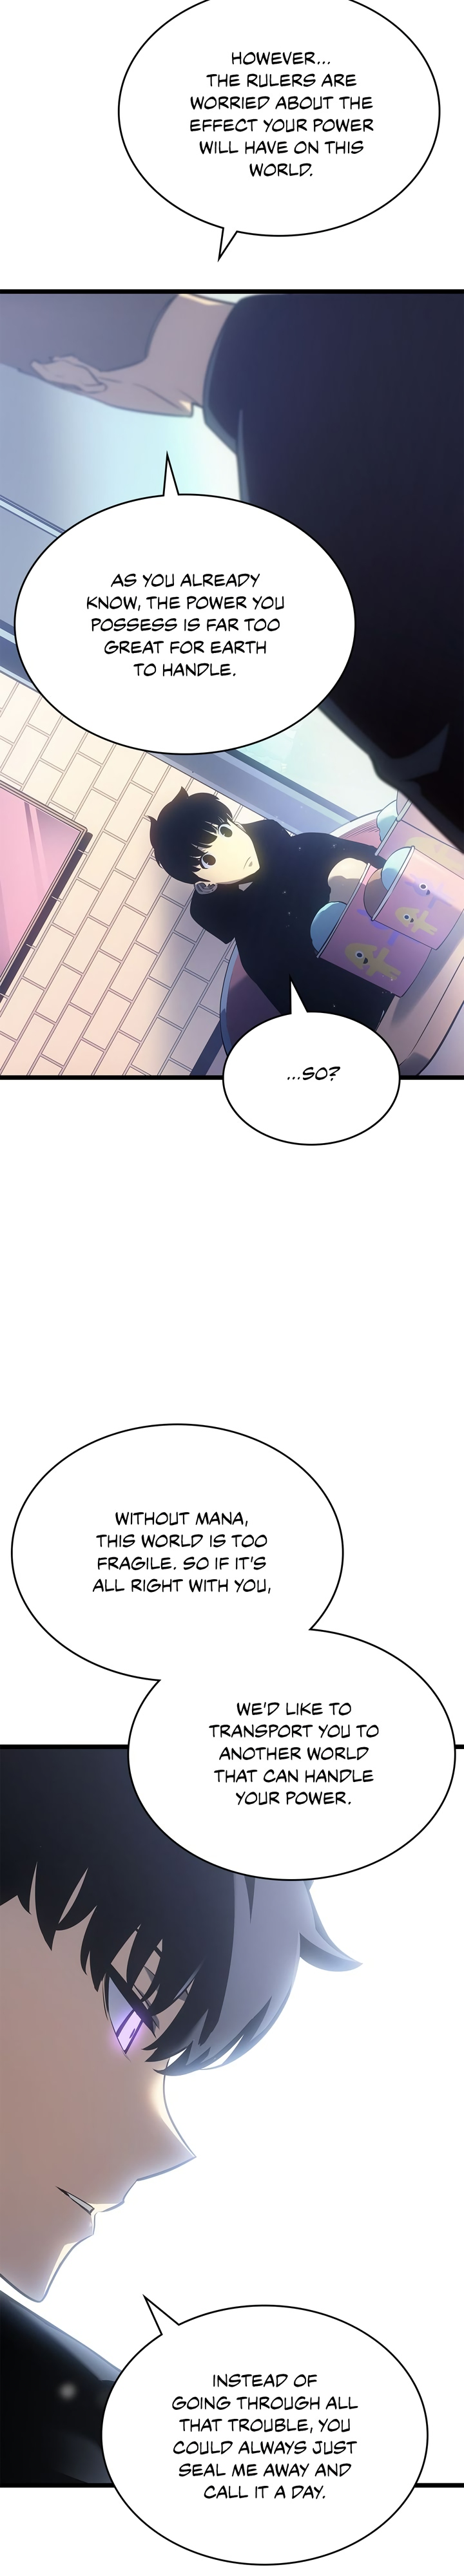 HOWEVER...
THE RULERS ARE
WORRIED ABOUT THE
EFFECT YOUR POWER
WILL HAVE ON THIS
WORLD.
AS YOU ALREADY
KNOW, THE POWER YOU
POSSESS IS FAR TOO
GREAT FOR EARTH
TO HANDLE.
...SO?
WITHOUT MANA,
THIS WORLD IS TOO
FRAGILE. SO IF IT'S
ALL RIGHT WITH YOU,
WE'D LIKE TO
TRANSPORT YOU TO
ANOTHER WORLD
THAT CAN HANDLE
YOUR POWER.
INSTEAD OF
GOING THROUGH ALL
THAT TROUBLE, YOU
COULD ALWAYS JUST
SEAL ME AWAY AND
CALL IT A DAY.